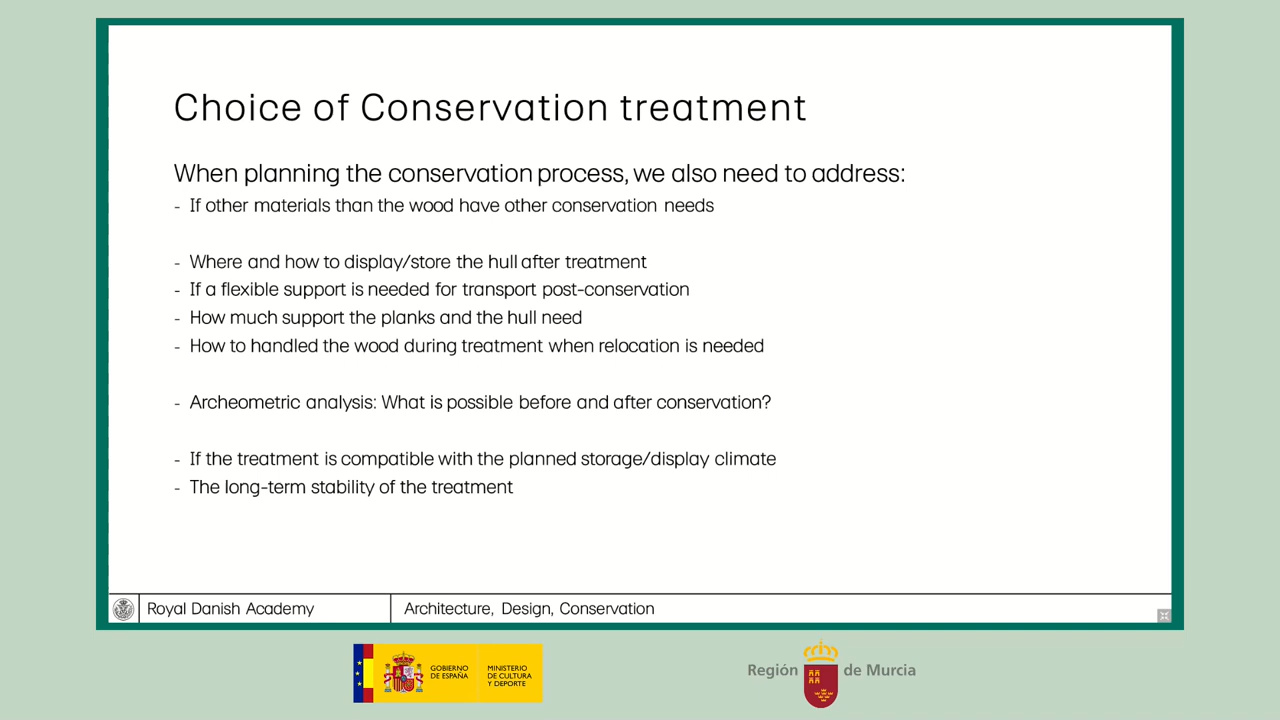 Choice of Conservation treatment
When planning the conservation process, we also need to address:
- If other materials than the wood have other conservation needs
- Where and how to display/store the hull after treatment
- If a flexible support is needed for transport post-conservation
- How much support the planks and the hull need
- How to handled the wood during treatment when relocation is needed
- Archeometric analysis: What is possible before and after conservation?
- If the treatment is compatible with the planned storage/display climate
- The long-term stability of the treatment
Royal Danish Academy
Architecture, Design, Conservation
GOBIERNO
DE ESPAÑA
MINISTERIO
DE CULTURA
Y DEPORTE
Región de Murcia